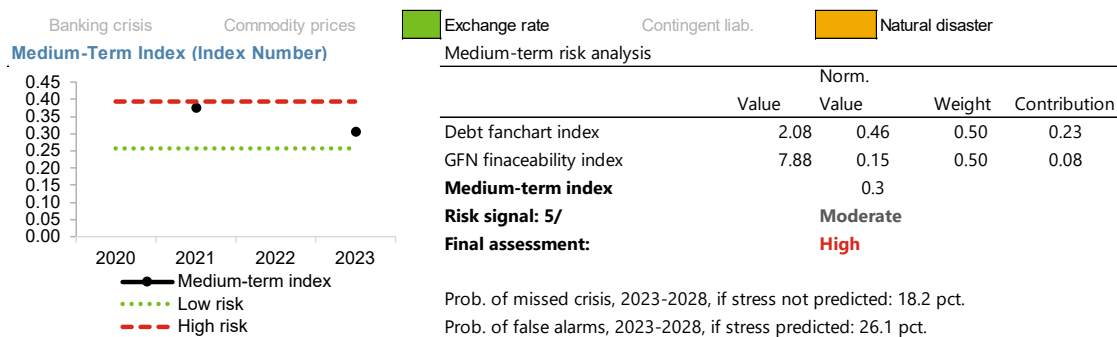 Banking crisis Commodity prices Exchange rate Contingent liab. Natural disaster
Medium-Term Index (Index Number)
0.45
0.40
0.35
0.30
0.25
0.20
0.15
0.10
0.05
0.00
2020 2021 2022 2023
Medium-term index
Low risk
High risk
Medium-term risk analysis
Norm.
Value Value Weight Contribution
Debt fanchart index 2.08 0.46 0.50 0.23
GFN finaceability index 7.88 0.15 0.50 0.08
Medium-term index 0.3
Risk signal: 5/ Moderate
Final assessment: High
Prob. of missed crisis, 2023-2028, if stress not predicted: 18.2 pct.
Prob. of false alarms, 2023-2028, if stress predicted: 26.1 pct.